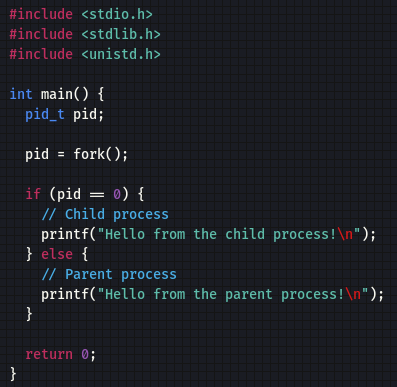 #include <stdio.h>
#include <stdlib.h>
#include <unistd.h>

int main() {
  pid_t pid;

  pid = fork();

  if (pid == 0) {
    // Child process
    printf("Hello from the child process!\n");
  } else {
    // Parent process
    printf("Hello from the parent process!\n");
  }

  return 0;
}